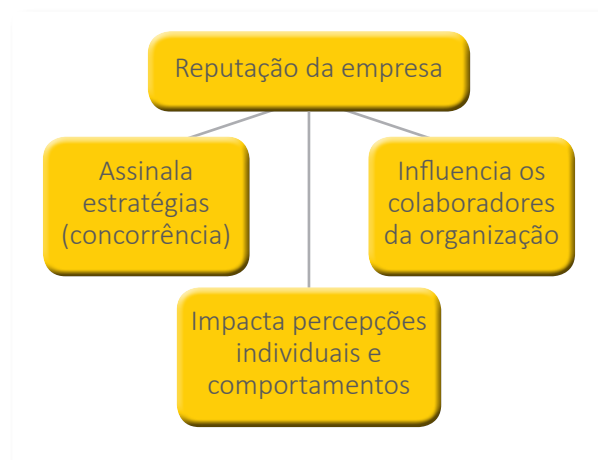 Reputação da empresa
Assinala
estratégias
(concorrência)
Influencia os
colaboradores
da organização
Impacta percepções
individuais e
comportamentos